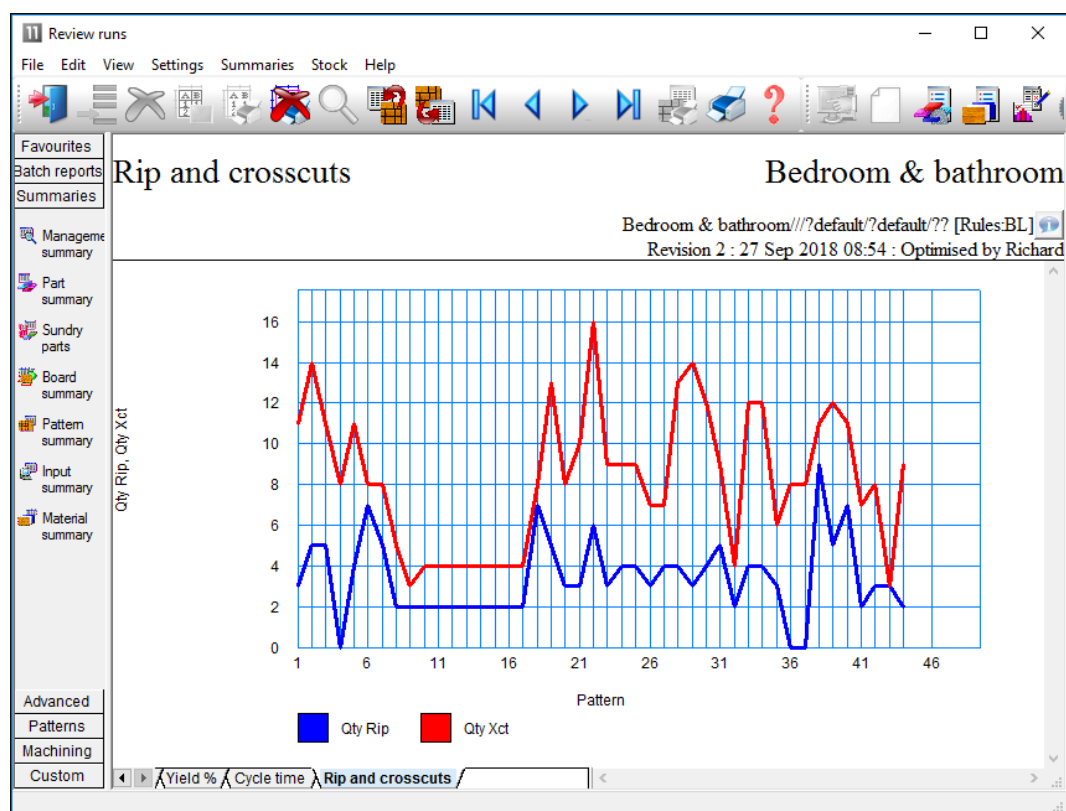 11 Review runs
File Edit View Settings Summaries Stock Help
Favourites
Batch reports
Summaries
Manageme
summary
Part
summary
Sundry
parts
Board
summary
Pattern
summary
Input
summary
Material
summary
Advanced
Patterns
Machining
Custom
Rip and crosscuts
Bedroom & bathroom
Bedroom & bathroom///?default/?default/?? [Rules:BL]
Revision 2 : 27 Sep 2018 08:54 : Optimised by Richard
Qty Rip, Qty Xct
16
14
12
10
8
6
4
2
0
1 6 11 16 21 26 31 36 41 46
Pattern
Qty Rip Qty Xct
Yield % Cycle time Rip and crosscuts